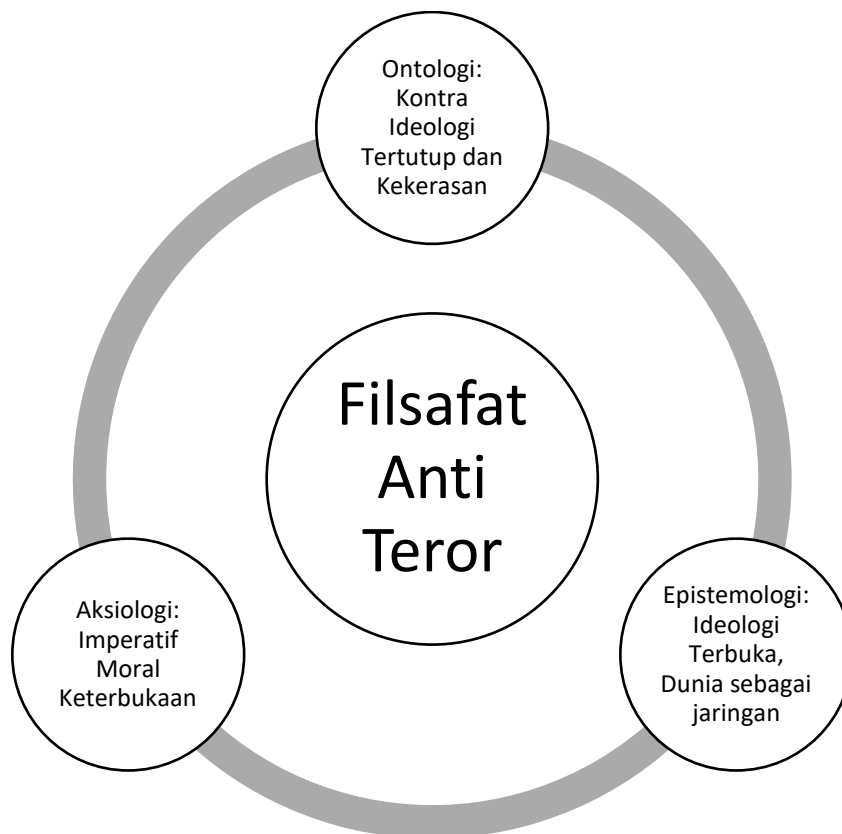 Ontologi:
Kontra
Ideologi
Tertutup dan
Kekerasan
Filsafat
Anti
Teror
Aksiologi:
Imperatif
Moral
Keterbukaan
Epistemologi:
Ideologi
Terbuka,
Dunia sebagai
jaringan